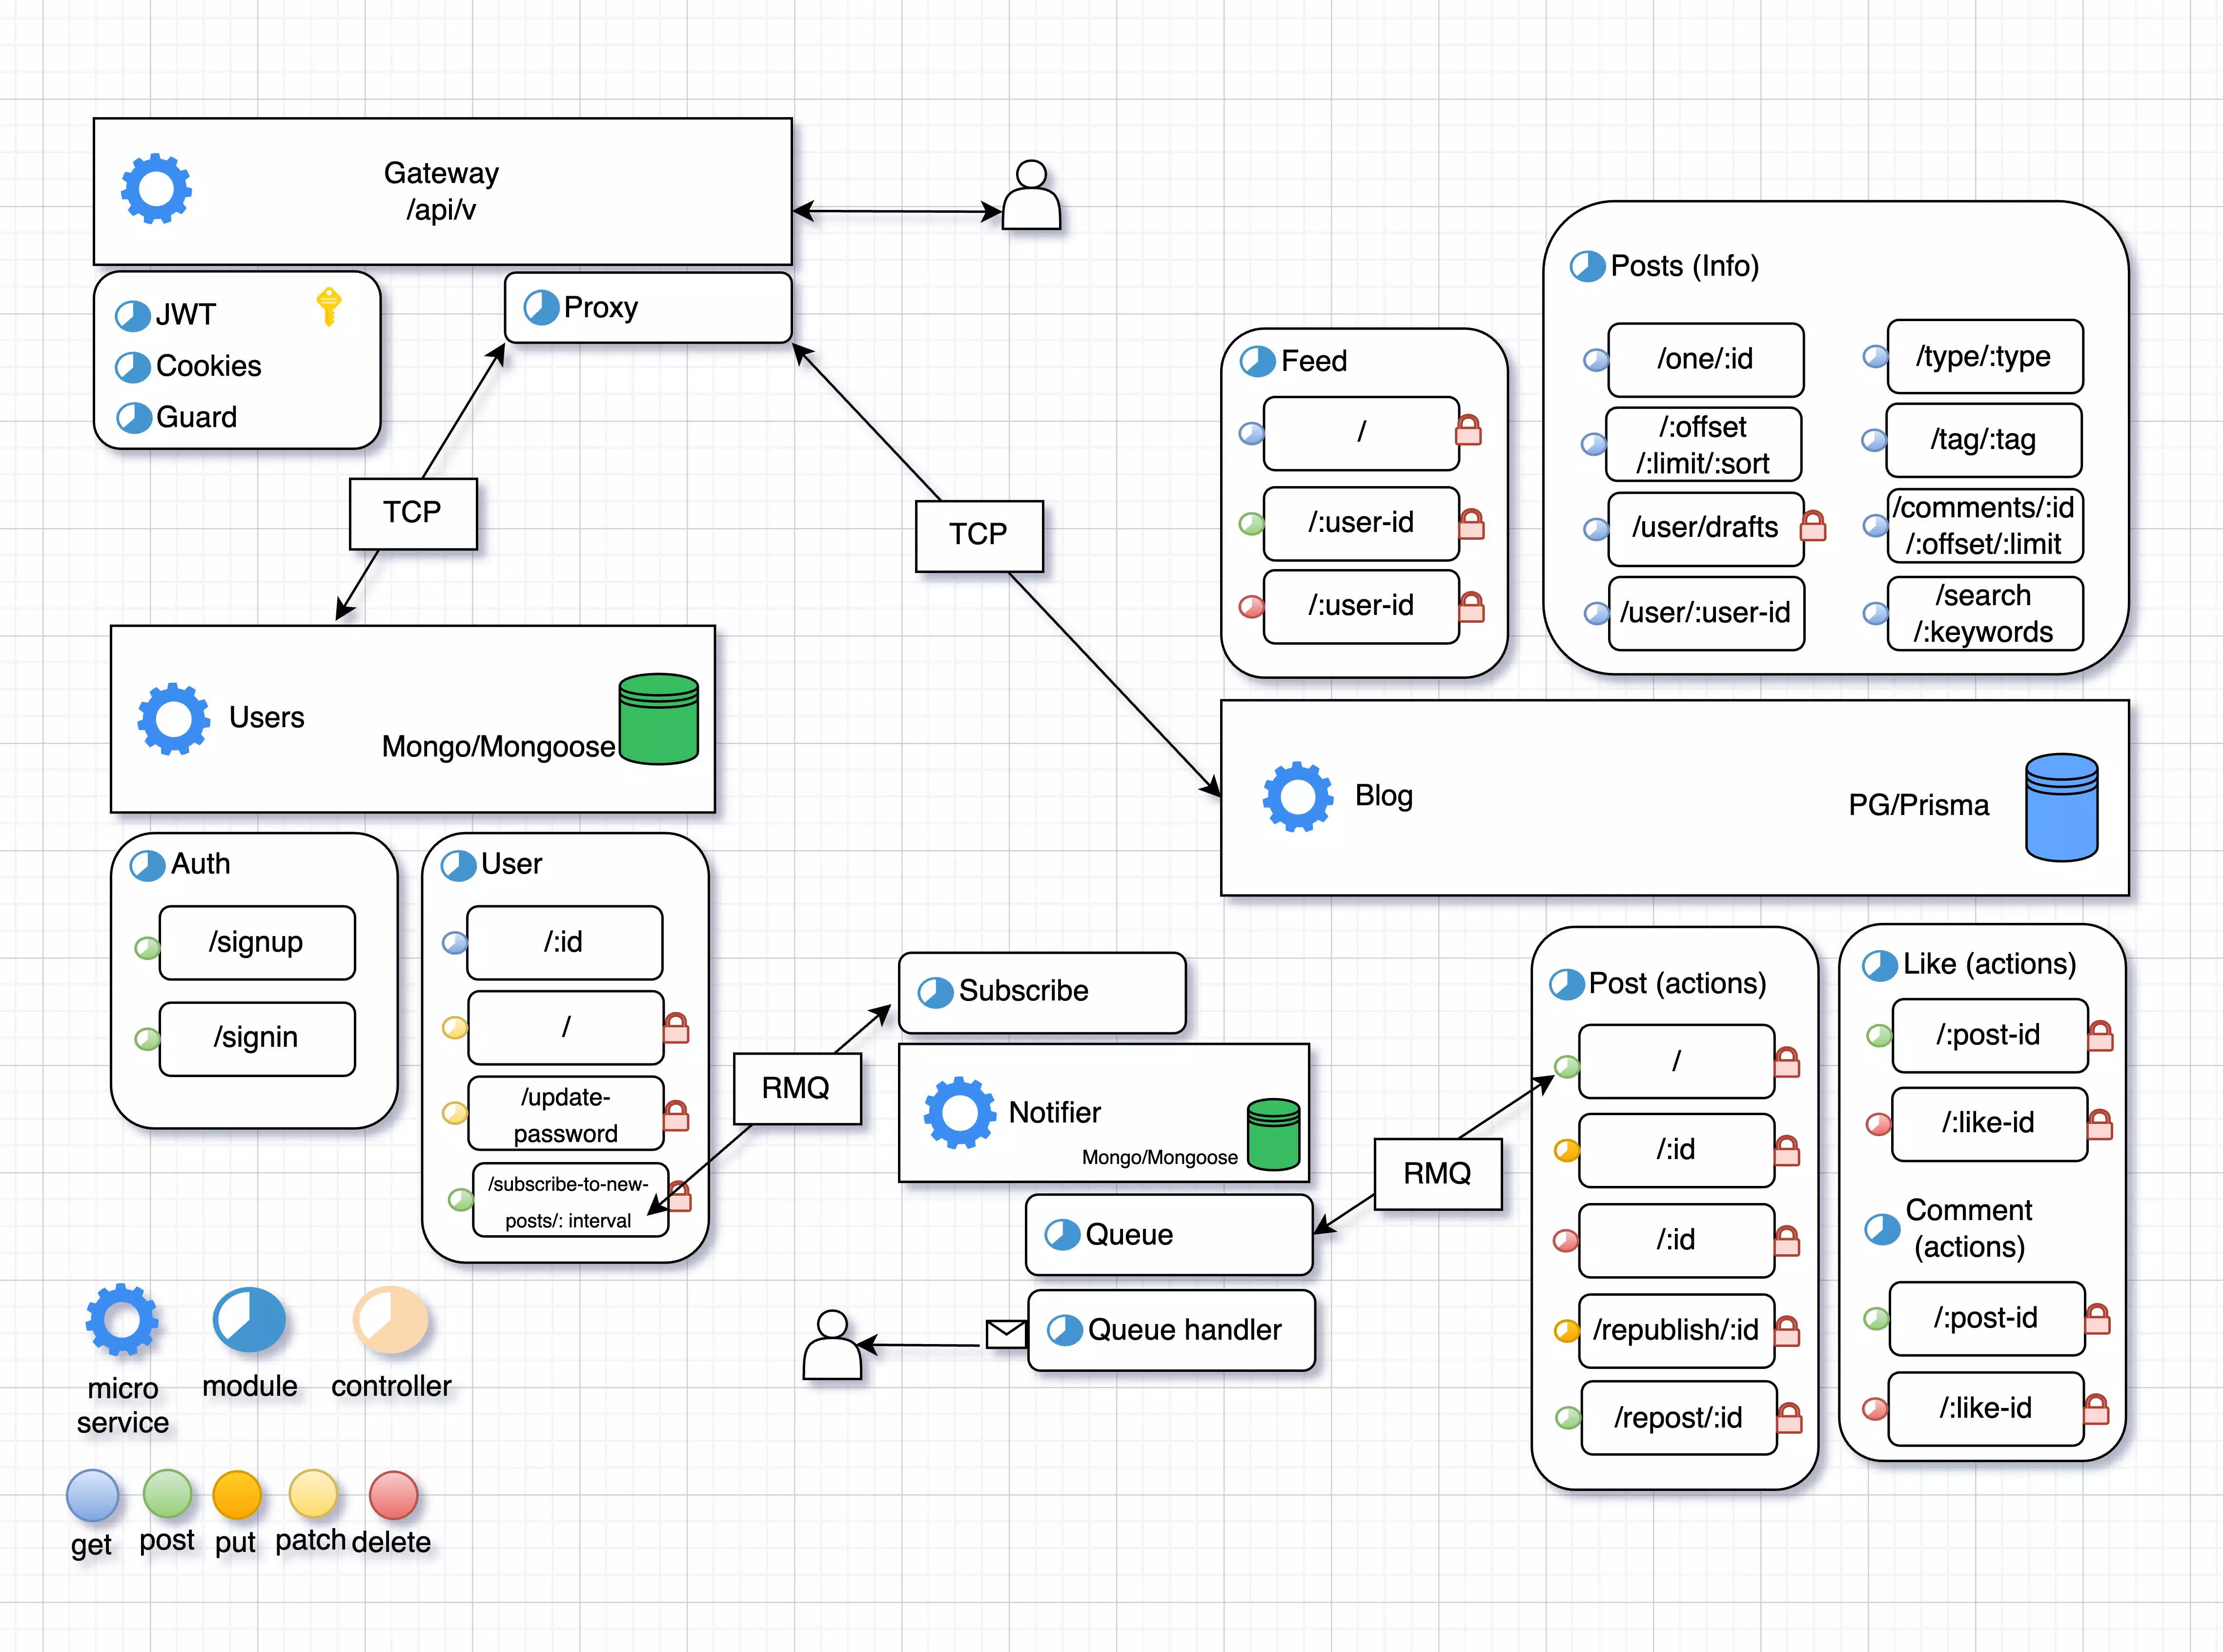 Gateway
/api/v
JWT
Cookies
Guard
Proxy
TCP
TCP
Users
Mongo/Mongoose
Auth
/signup
/signin
User
/:id
/
/update-
password
/subscribe-to-new-
posts/: interval
RMQ
Subscribe
Notifier
Mongo/Mongoose
Queue
Queue handler
RMQ
Feed
/
/:user-id
/:user-id
Posts (Info)
/one/:id
/:offset
/:limit/:sort
/user/drafts
/user/:user-id
/type/:type
/tag/:tag
/comments/:id
/:offset/:limit
/search
/:keywords
Blog
PG/Prisma
Post (actions)
/
/:id
/:id
/republish/:id
/repost/:id
Like (actions)
/:post-id
/:like-id
Comment
(actions)
/:post-id
/:like-id
micro
service
module
controller
get
post
put
patch
delete